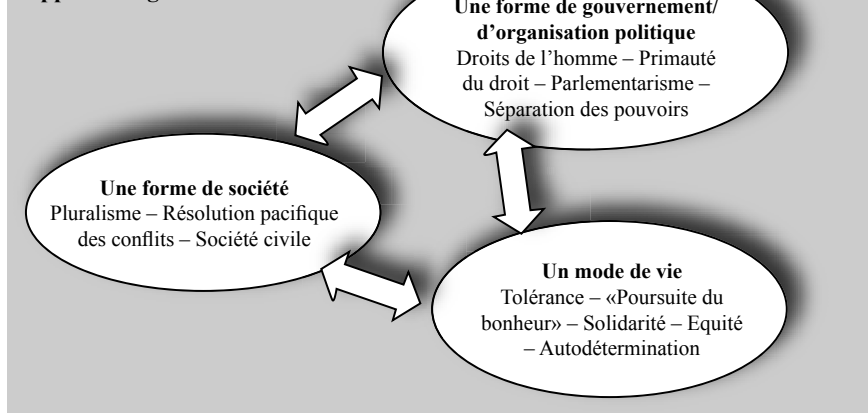 Une forme de gouvernement/
d’organisation politique
Droits de l’homme – Primauté
du droit – Parlementarisme –
Séparation des pouvoirs
Une forme de société
Pluralisme – Résolution pacifique
des conflits – Société civile
Un mode de vie
Tolérance – «Poursuite du
bonheur» – Solidarité – Equité
– Autodétermination